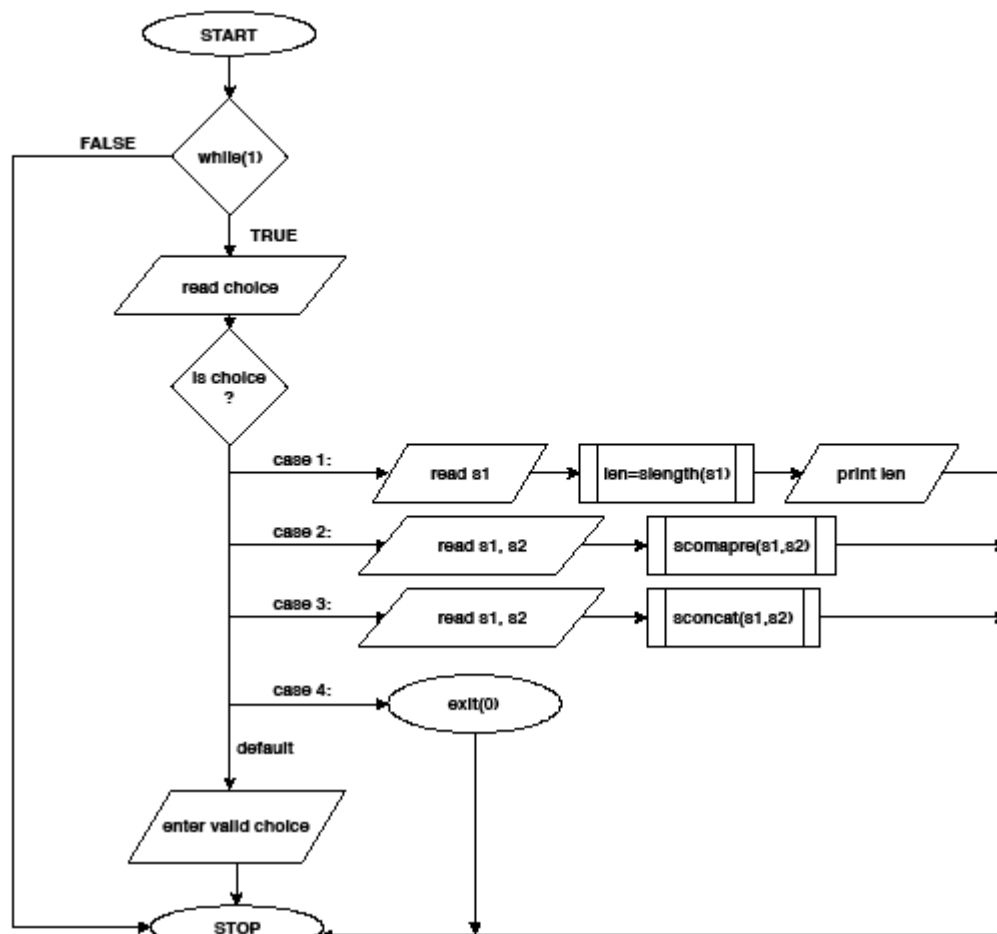 START
FALSE
while(1)
TRUE
read choice
is choice
?
case 1:
read s1
len=slength(s1)
print len
case 2:
read s1, s2
scomapre(s1,s2)
case 3:
read s1, s2
sconcat(s1,s2)
case 4:
exit(0)
default
enter valid choice
STOP